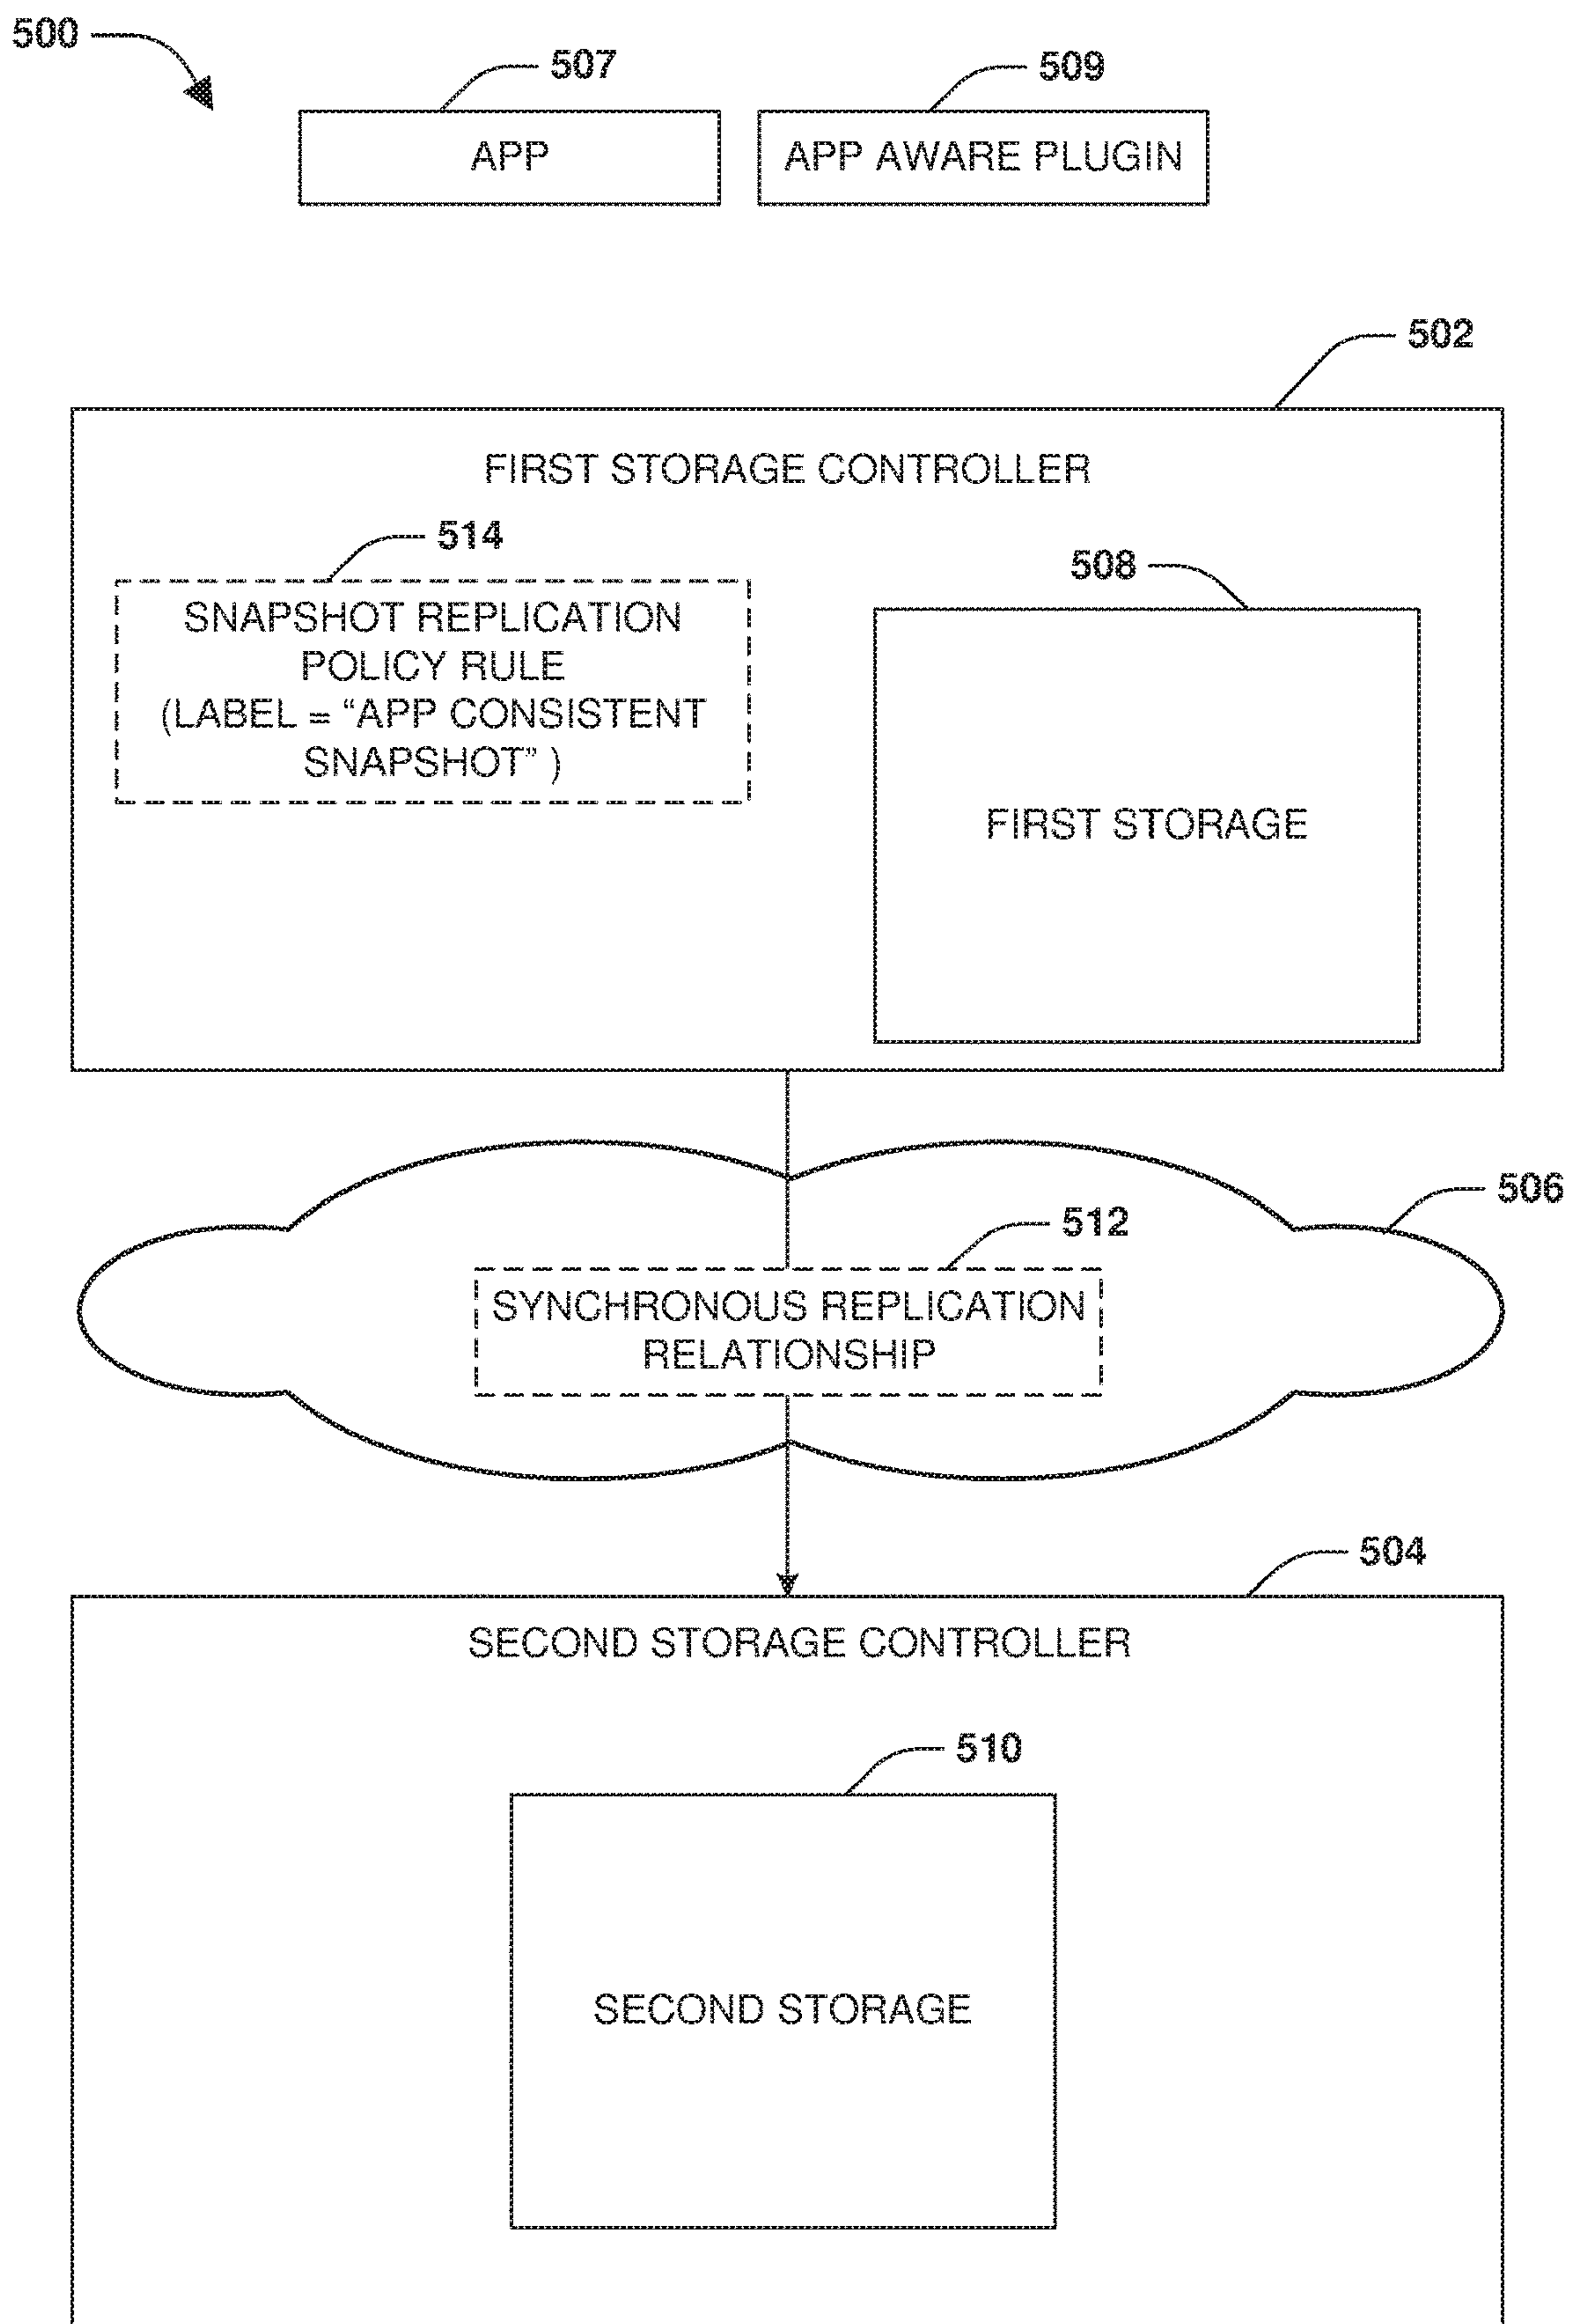 500
507
509
APP
APP AWARE PLUGIN
502
FIRST STORAGE CONTROLLER
514
508
SNAPSHOT REPLICATION
POLICY RULE
(LABEL = “APP CONSISTENT
SNAPSHOT” )
FIRST STORAGE
506
512
SYNCHRONOUS REPLICATION
RELATIONSHIP
504
SECOND STORAGE CONTROLLER
510
SECOND STORAGE